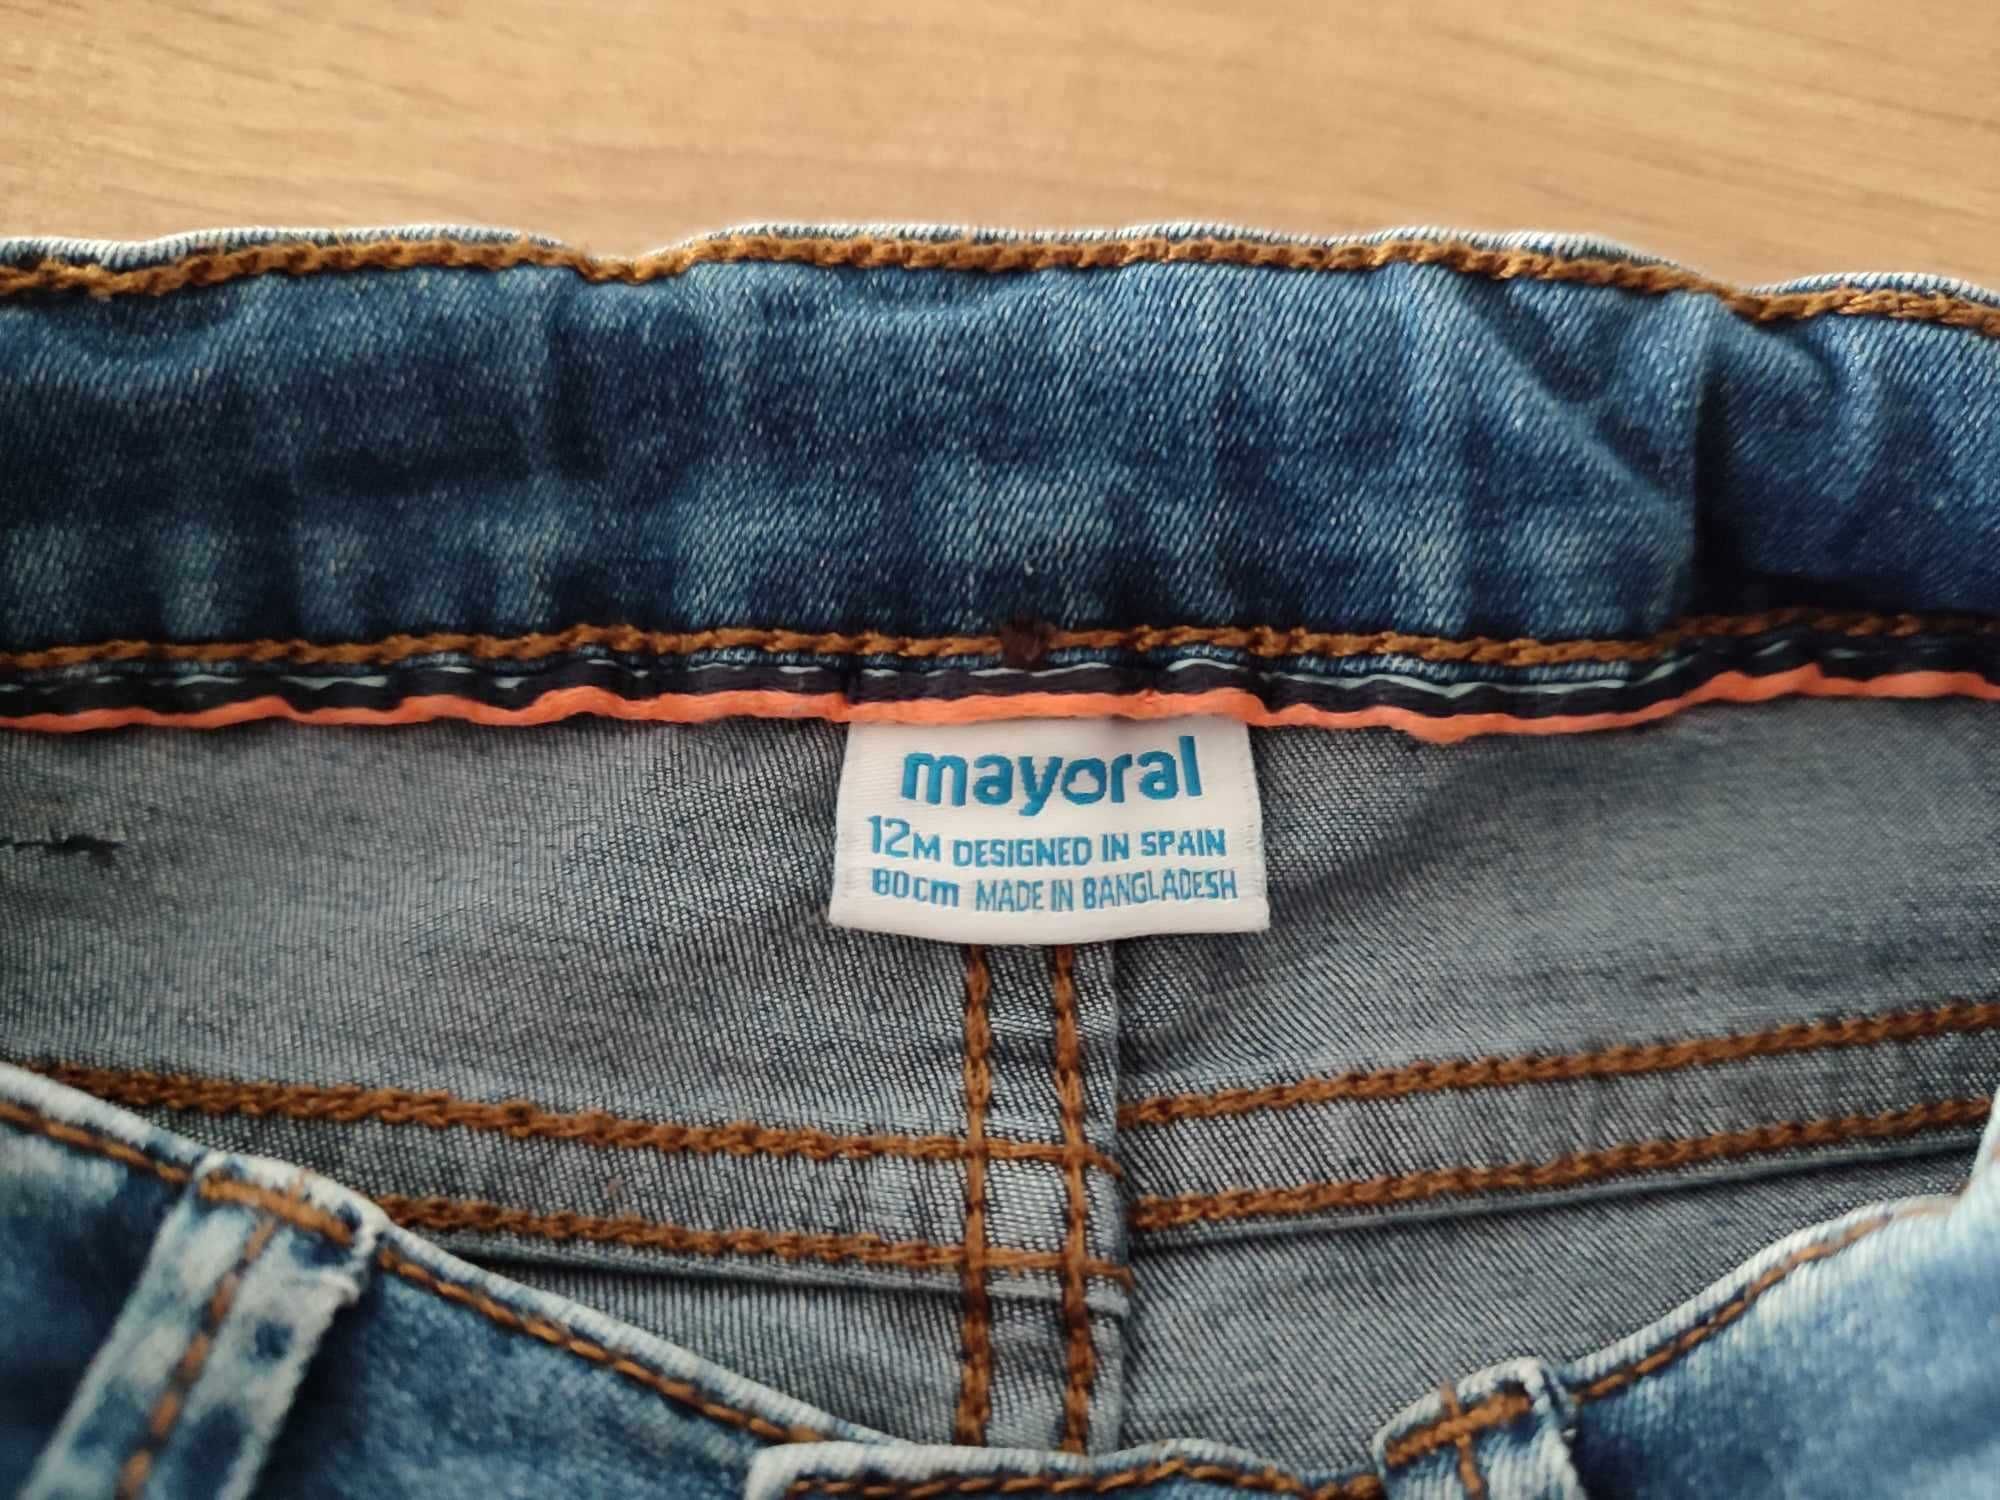 mayoral
12M DESIGNED IN SPAIN
80cm MADE IN BANGLADESH